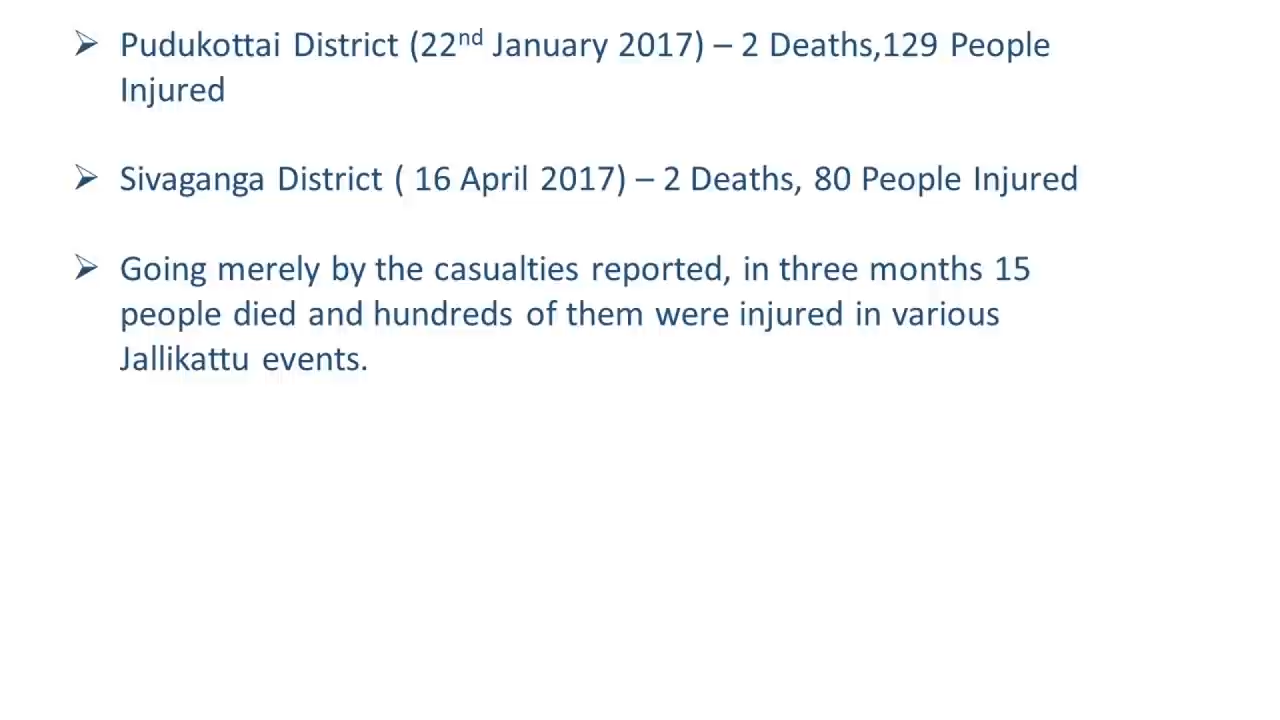 ➢ Pudukottai District (22nd January 2017) – 2 Deaths,129 People
Injured
➢ Sivaganga District ( 16 April 2017) – 2 Deaths, 80 People Injured
➢ Going merely by the casualties reported, in three months 15
people died and hundreds of them were injured in various
Jallikattu events.